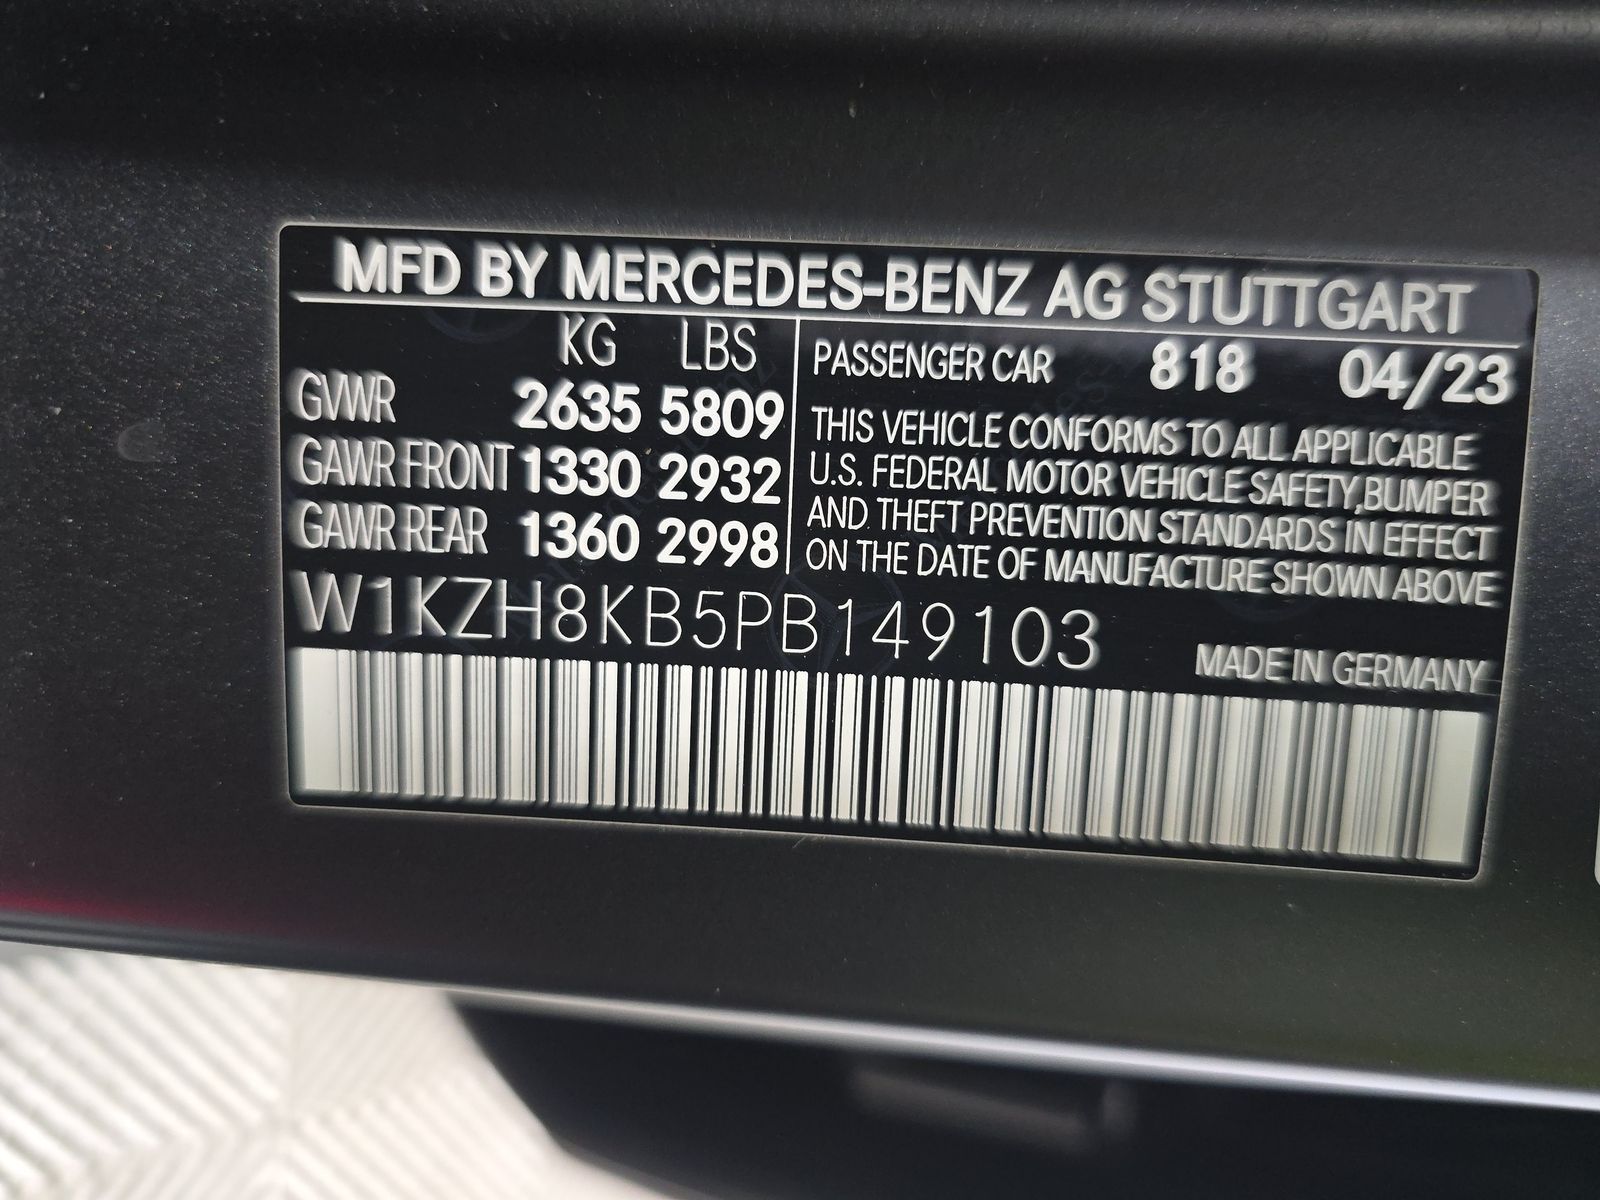 MFD BY MERCEDES-BENZ AG STUTTGART
KG LBS
GVWR 2635 5809
GAWR FRONT 1330 2932
GAWR REAR 1360 2998
PASSENGER CAR 818 04/23
THIS VEHICLE CONFORMS TO ALL APPLICABLE
U.S. FEDERAL MOTOR VEHICLE SAFETY, BUMPER
AND THEFT PREVENTION STANDARDS IN EFFECT
ON THE DATE OF MANUFACTURE SHOWN ABOVE
W1KZH8KB5PB149103
MADE IN GERMANY